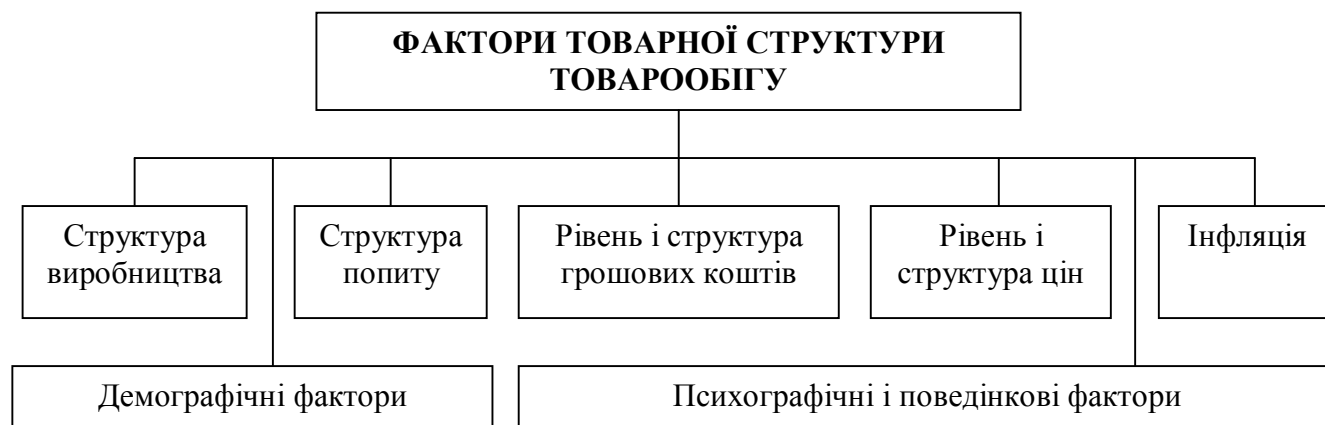 ФАКТОРИ ТОВАРНОЇ СТРУКТУРИ
ТОВАРООБІГУ
Структура
виробництва
Структура
попиту
Рівень і структура
грошових коштів
Рівень і
структура цін
Інфляція
Демографічні фактори
Психографічні і поведінкові фактори